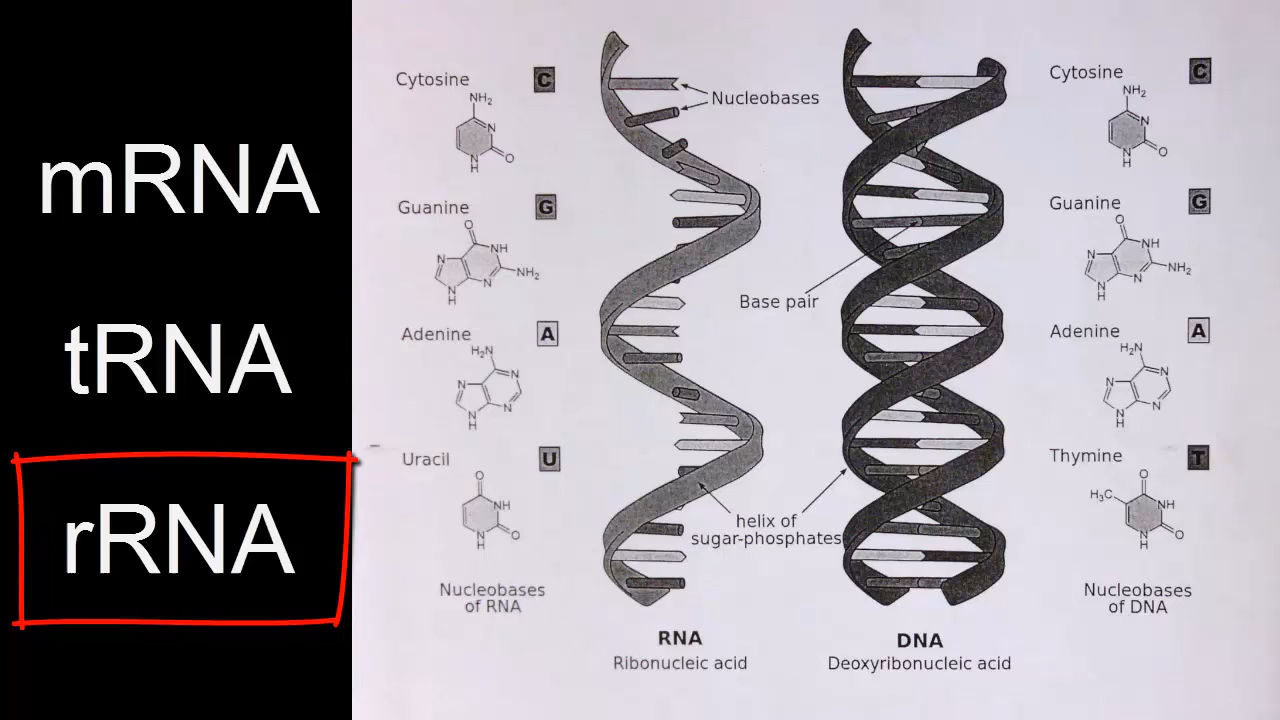 mRNA
tRNA
rRNA
Cytosine
C
NH₂
N
N
H
O
Guanine
G
O
N
NH
N
H
N
NH₂
Adenine
A
H₂N
N
N
N
H
N
Uracil
U
O
NH
N
H
O
Nucleobases
of RNA
Nucleobases
Base pair
helix of
sugar-phosphates
RNA
Ribonucleic acid
DNA
Deoxyribonucleic acid
Cytosine
C
NH₂
N
N
H
O
Guanine
G
O
N
NH
N
H
N
NH₂
Adenine
A
H₂N
N
N
N
H
N
Thymine
T
O
H₃C
NH
N
H
O
Nucleobases
of DNA